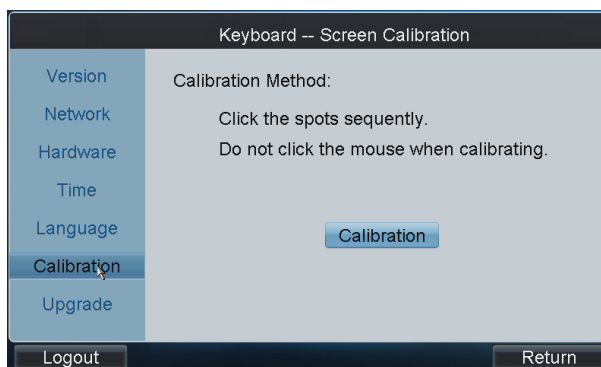 Keyboard -- Screen Calibration
Version
Network
Hardware
Time
Language
Calibration
Upgrade
Calibration Method:
Click the spots sequently.
Do not click the mouse when calibrating.
Calibration
Logout
Return